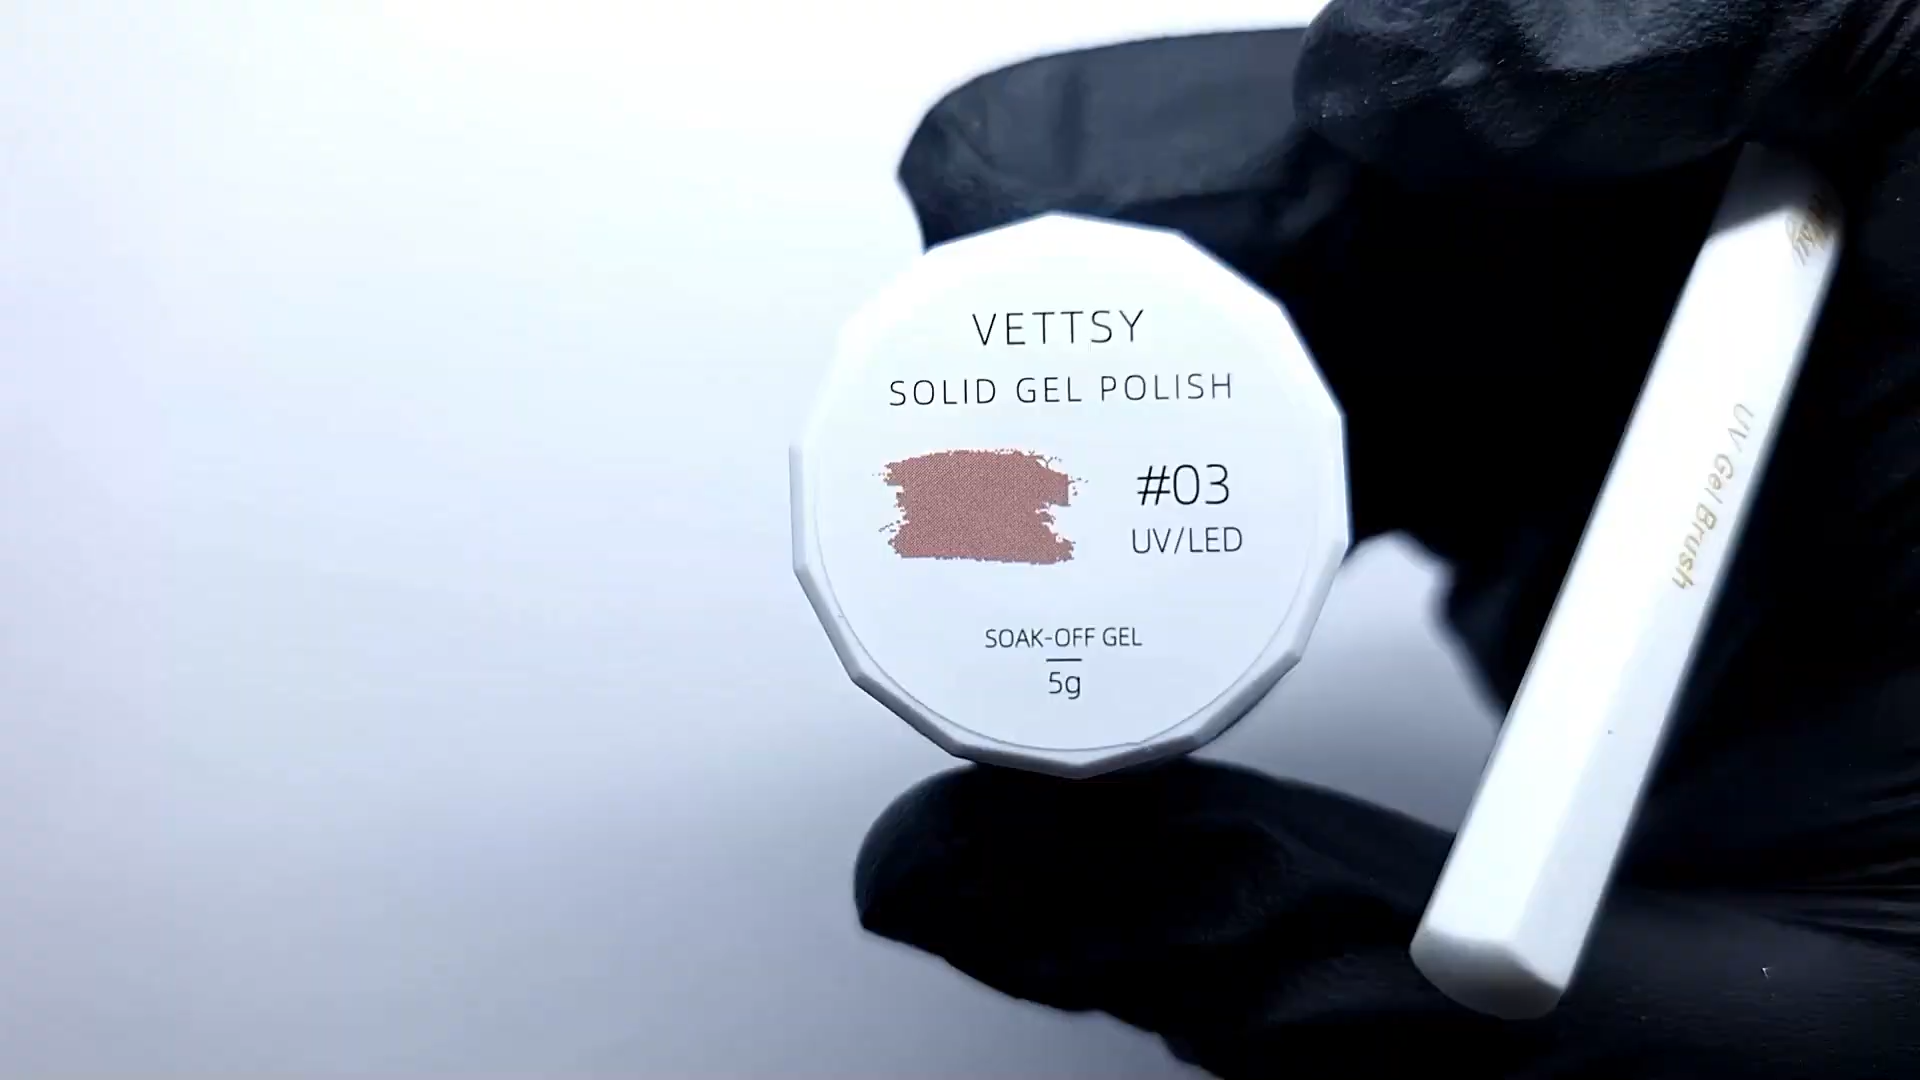 VETTSY
SOLID GEL POLISH
#03
UV/LED
SOAK-OFF GEL
5g
UV Gel Brush